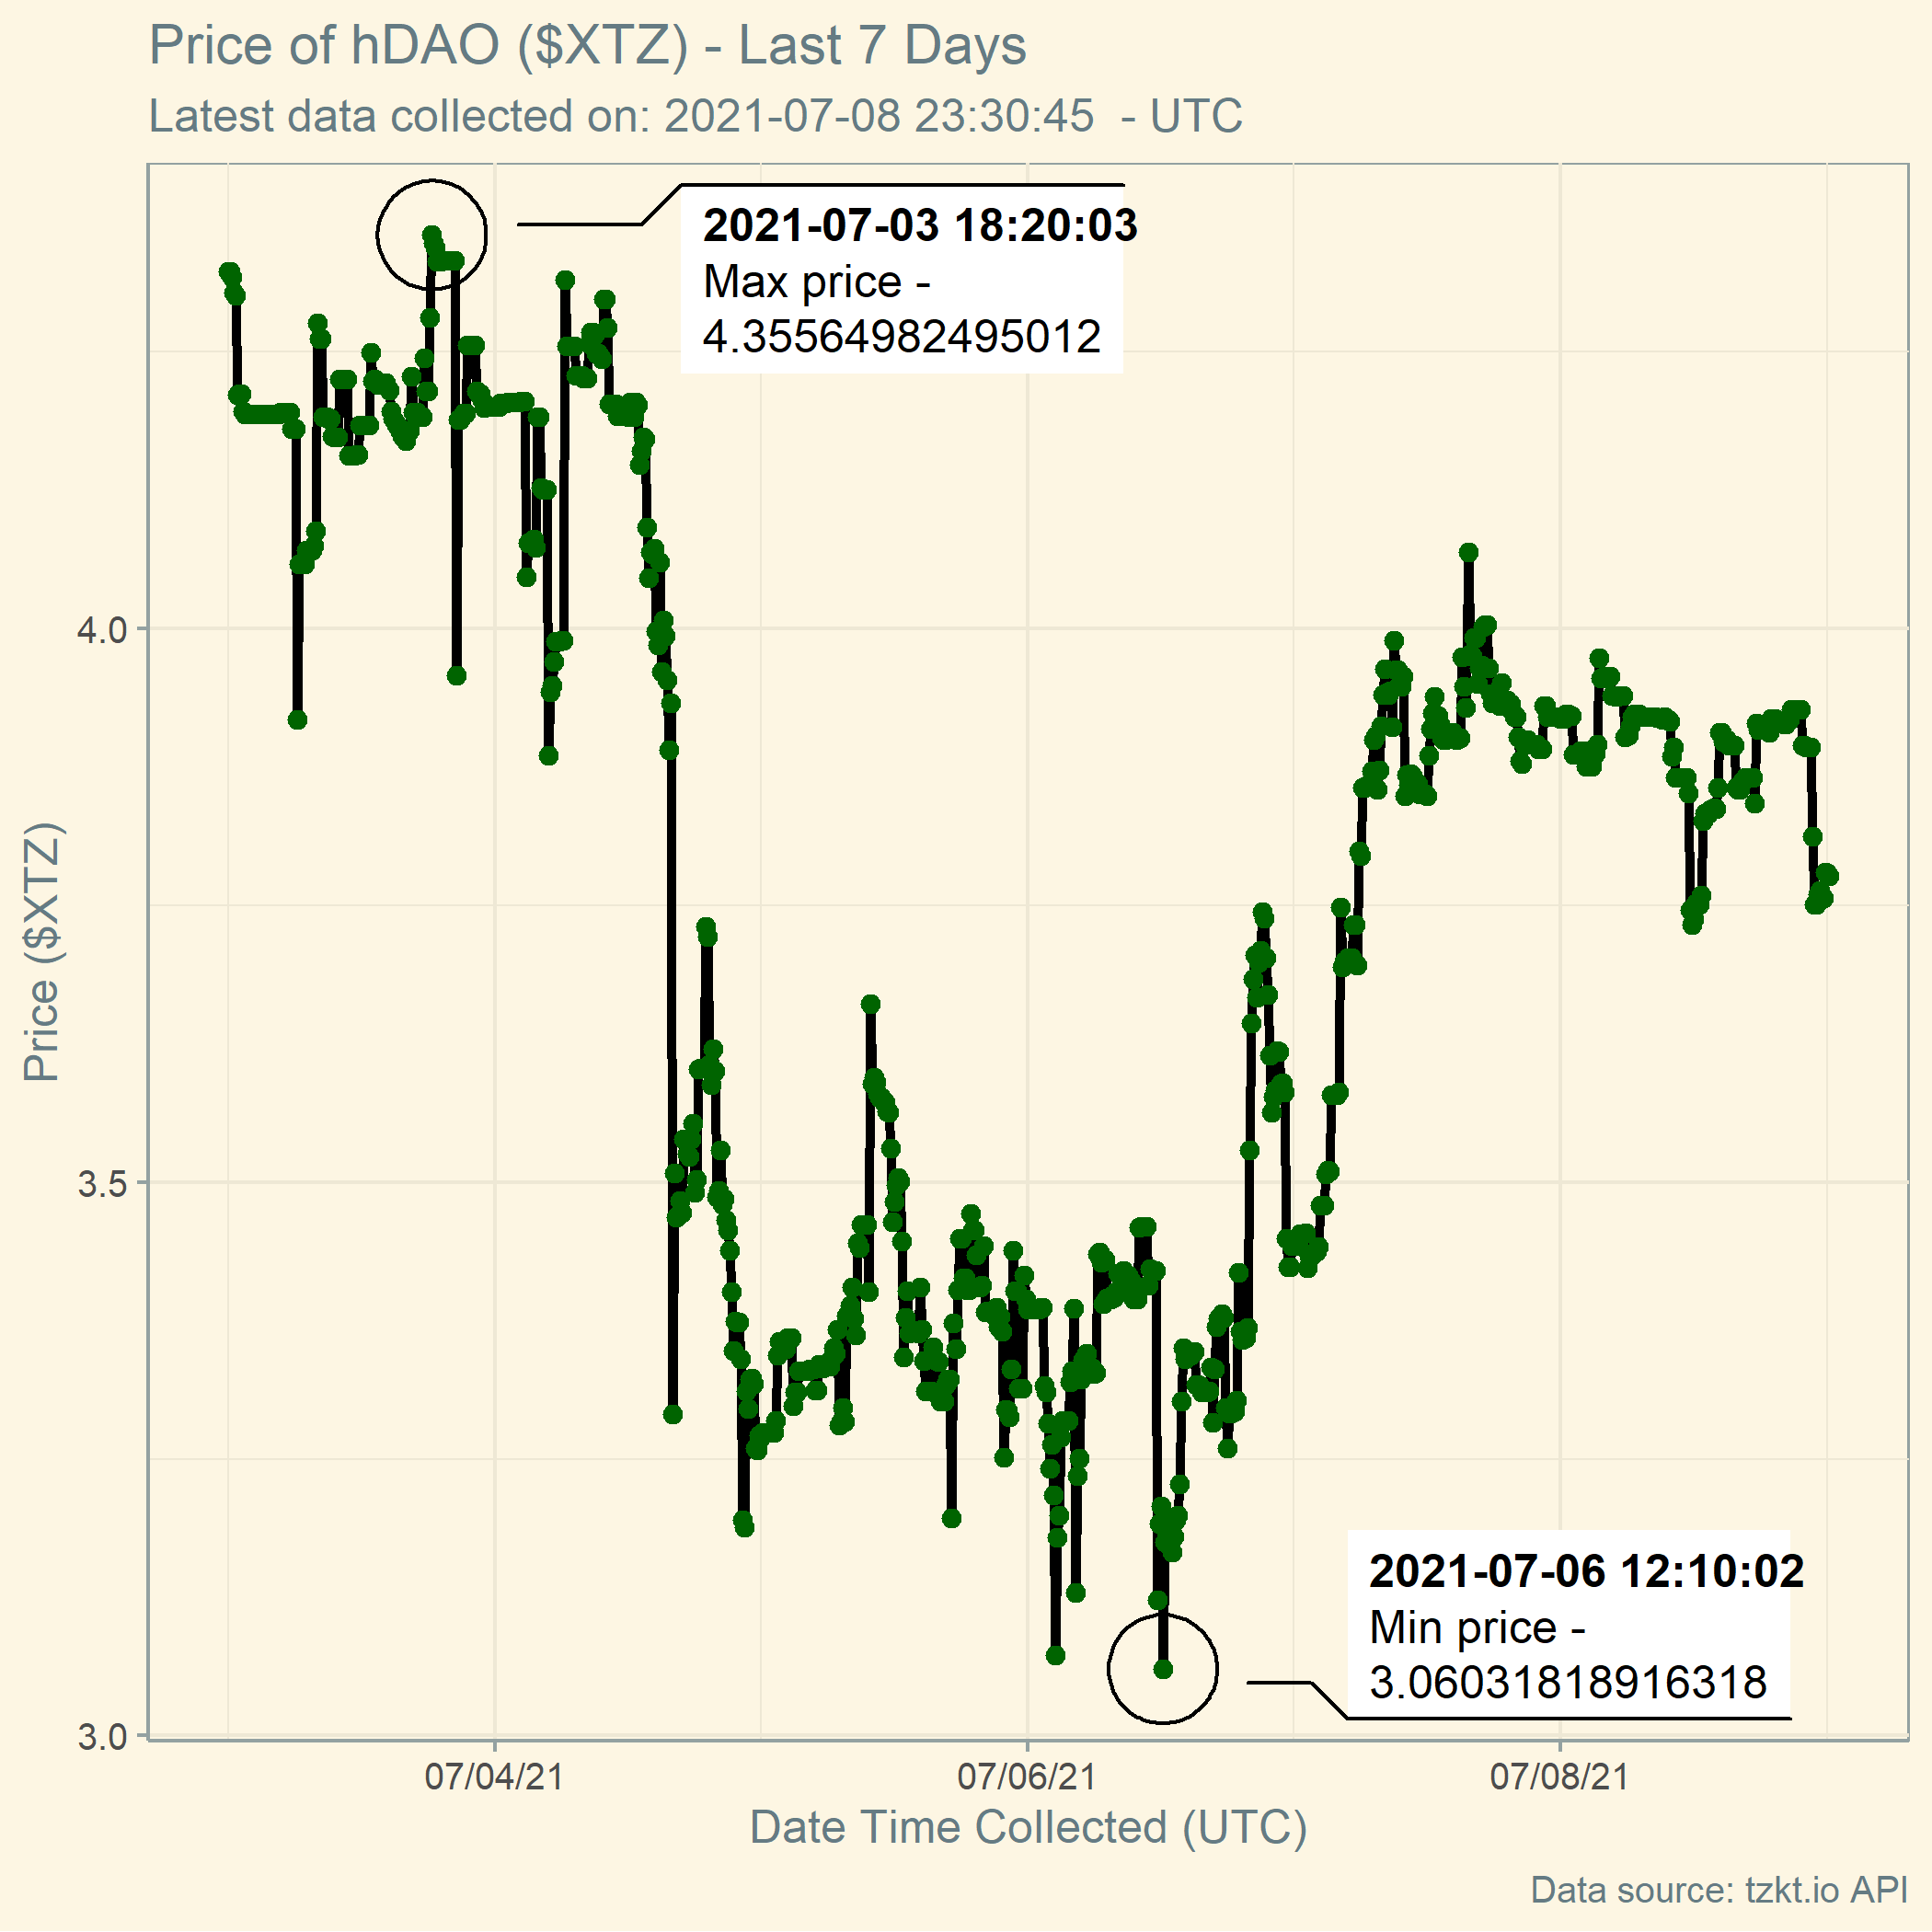 Price of hDAO ($XTZ) - Last 7 Days
Latest data collected on: 2021-07-08 23:30:45  - UTC
2021-07-03 18:20:03
Max price -
4.35564982495012
4.0
Price ($XTZ)
3.5
2021-07-06 12:10:02
Min price -
3.06031818916318
3.0
07/04/21
07/06/21
07/08/21
Date Time Collected (UTC)
Data source: tzkt.io API